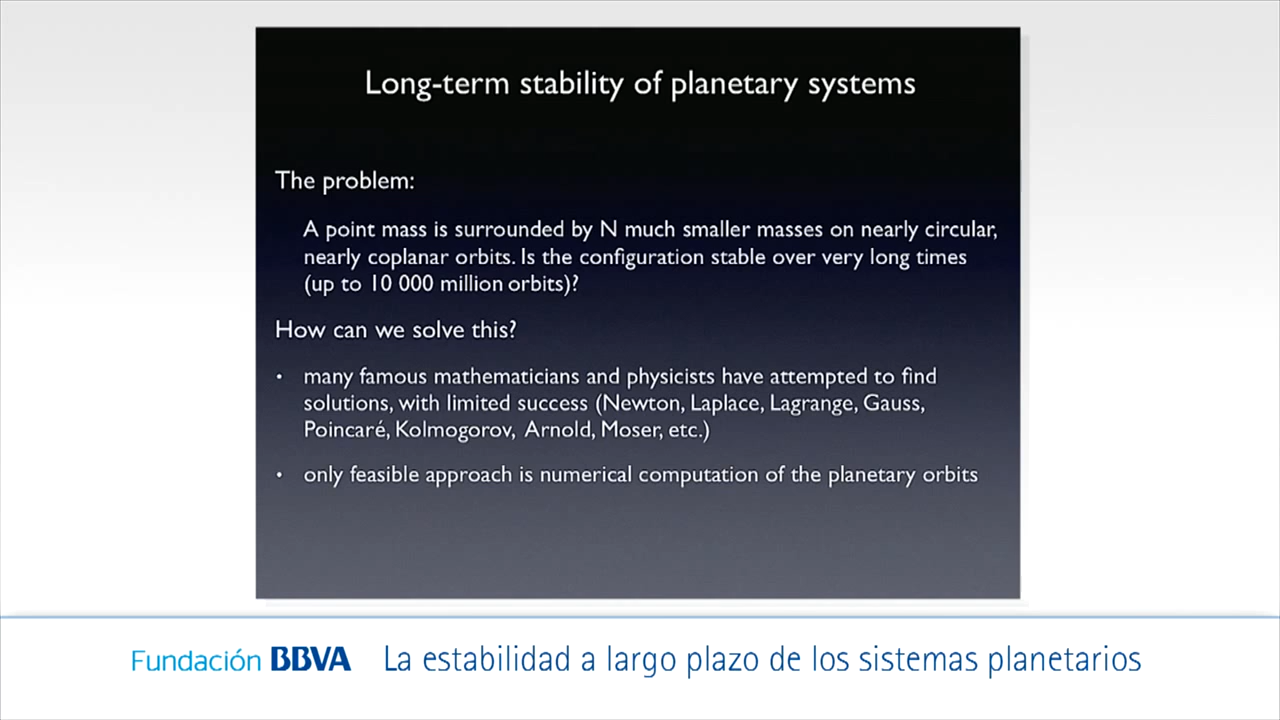 Long-term stability of planetary systems
The problem:
A point mass is surrounded by N much smaller masses on nearly circular,
nearly coplanar orbits. Is the configuration stable over very long times
(up to 10 000 million orbits)?
How can we solve this?
• many famous mathematicians and physicists have attempted to find
solutions, with limited success (Newton, Laplace, Lagrange, Gauss,
Poincaré, Kolmogorov, Arnold, Moser, etc.)
• only feasible approach is numerical computation of the planetary orbits
Fundación BBVA La estabilidad a largo plazo de los sistemas planetarios